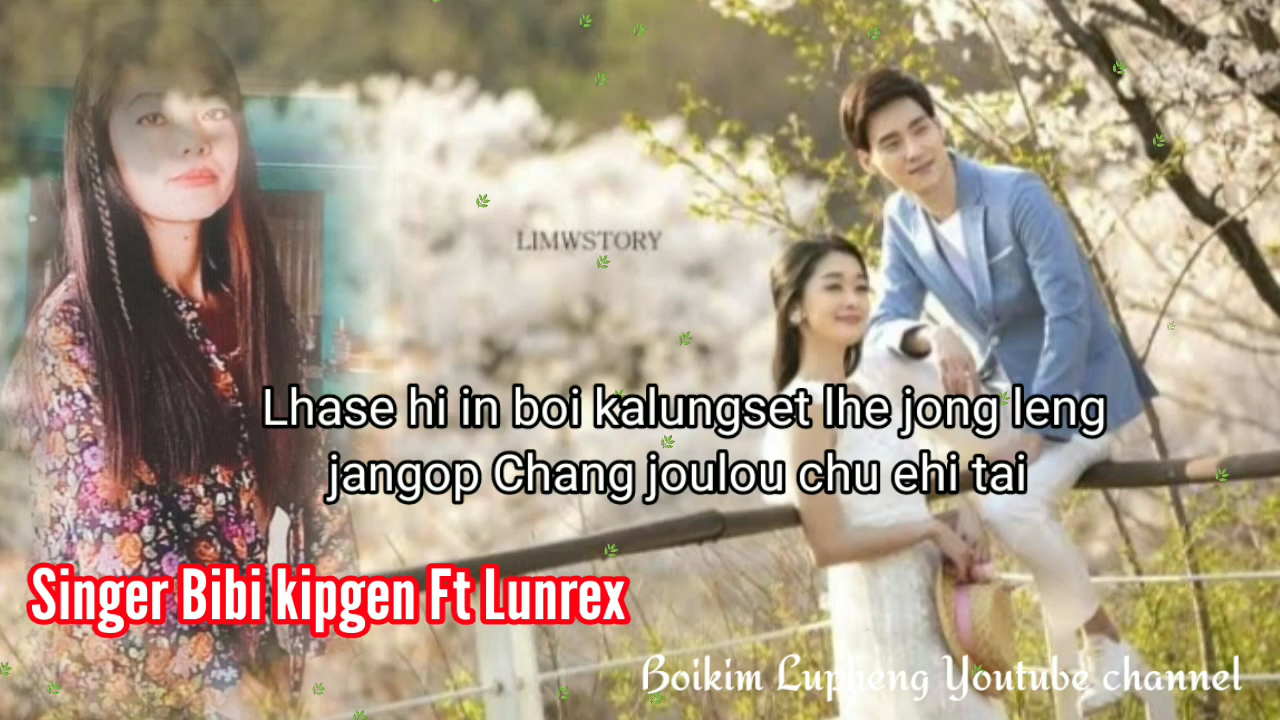 LIMWSTORY
Lhase hi in boi kalungset lhe jong leng
jangop Chang joulou chu ehi tai
Singer Bibi kipgen Ft Lunrex
Boikim Lupheng Youtube channel